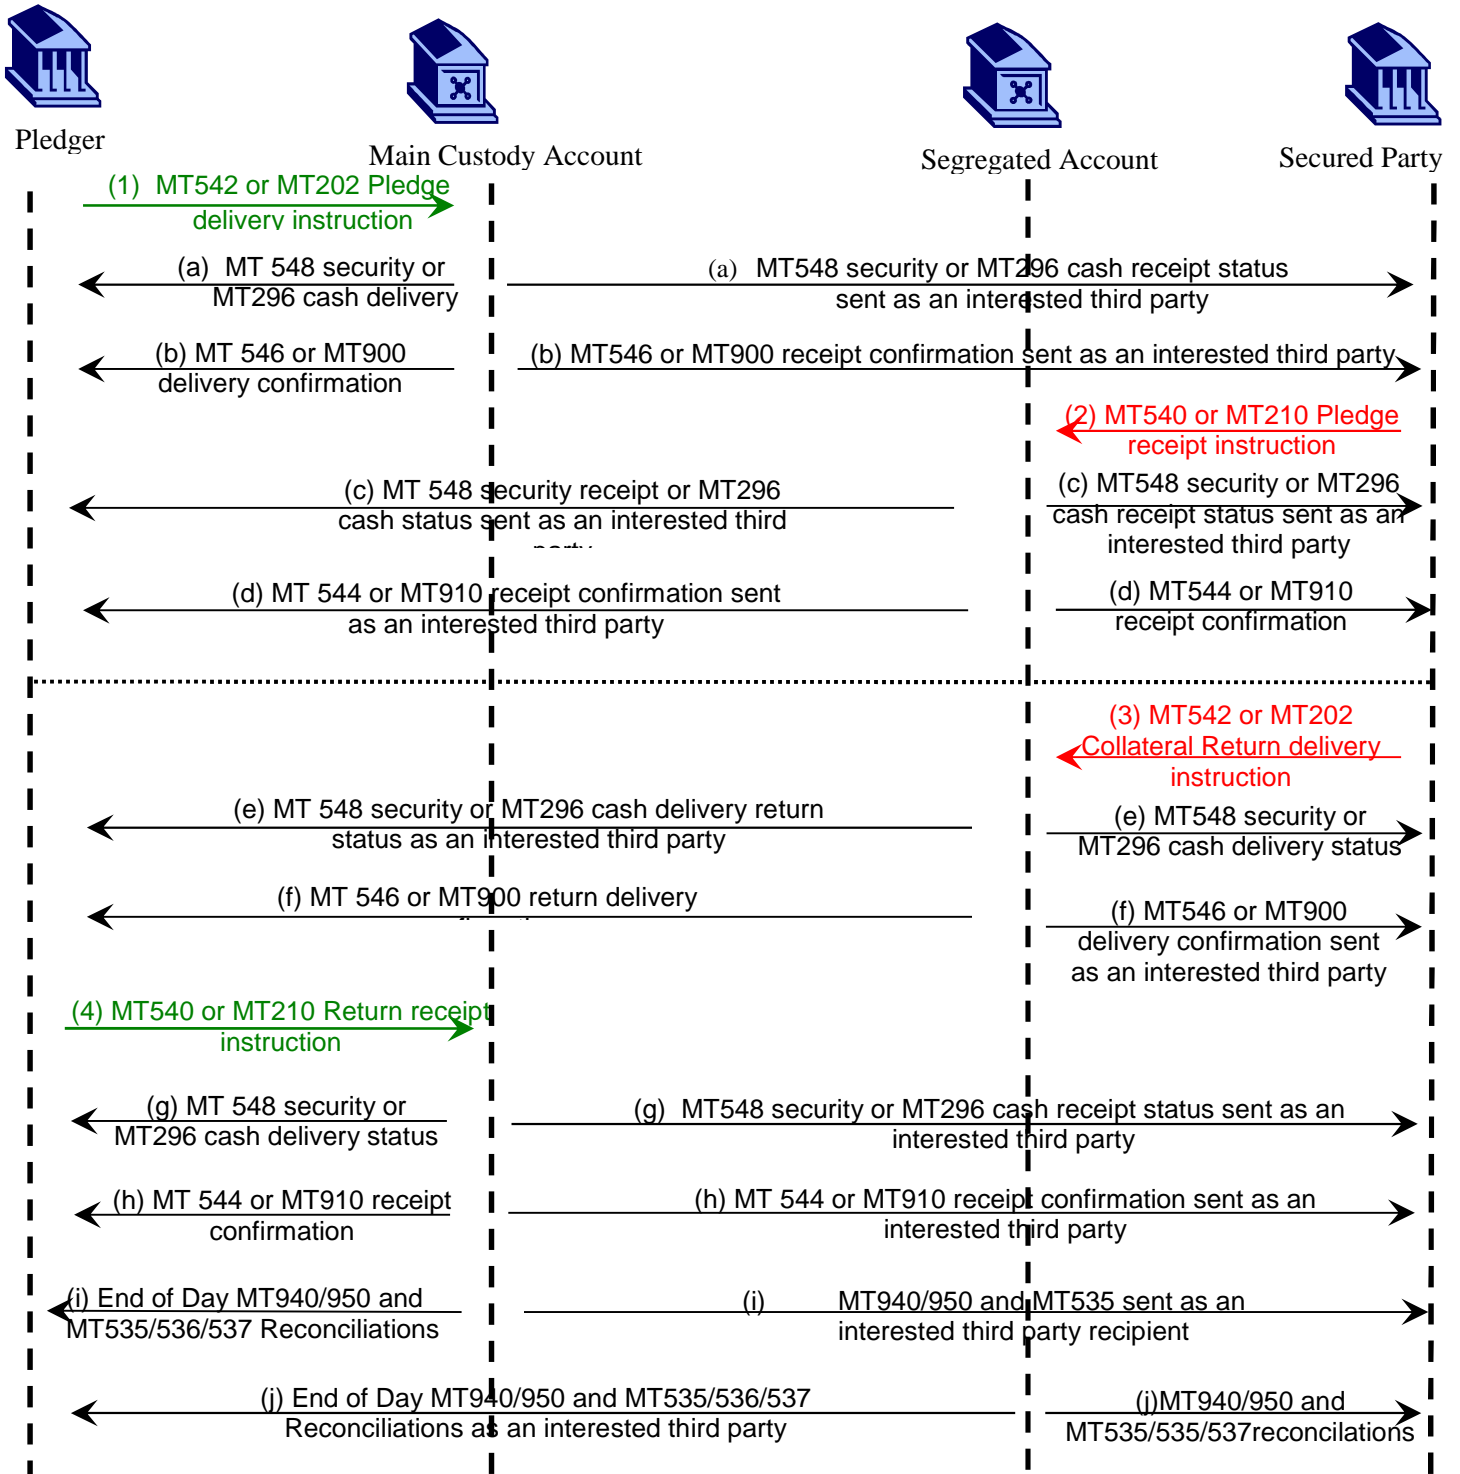 Pledger
Main Custody Account
Segregated Account
Secured Party
(1) MT542 or MT202 Pledge
delivery instruction
(a) MT 548 security or
MT296 cash delivery
(a) MT548 security or MT296 cash receipt status
sent as an interested third party
(b) MT 546 or MT900
delivery confirmation
(b) MT546 or MT900 receipt confirmation sent as an interested third party
(2) MT540 or MT210 Pledge
receipt instruction
(c) MT 548 security receipt or MT296
cash status sent as an interested third
party
(c) MT548 security or MT296
cash receipt status sent as an
interested third party
(d) MT 544 or MT910 receipt confirmation sent
as an interested third party
(d) MT544 or MT910
receipt confirmation
(3) MT542 or MT202
Collateral Return delivery
instruction
(e) MT 548 security or MT296 cash delivery return
status as an interested third party
(e) MT548 security or
MT296 cash delivery status
(f) MT 546 or MT900 return delivery
(f) MT546 or MT900
delivery confirmation sent
as an interested third party
(4) MT540 or MT210 Return receipt
instruction
(g) MT 548 security or
MT296 cash delivery status
(g) MT548 security or MT296 cash receipt status sent as an
interested third party
(h) MT 544 or MT910 receipt
confirmation
(h) MT 544 or MT910 receipt confirmation sent as an
interested third party
(i) End of Day MT940/950 and
MT535/536/537 Reconciliations
(i) MT940/950 and MT535 sent as an
interested third party recipient
(j) End of Day MT940/950 and MT535/536/537
Reconciliations as an interested third party
(j)MT940/950 and
MT535/535/537reconcilations